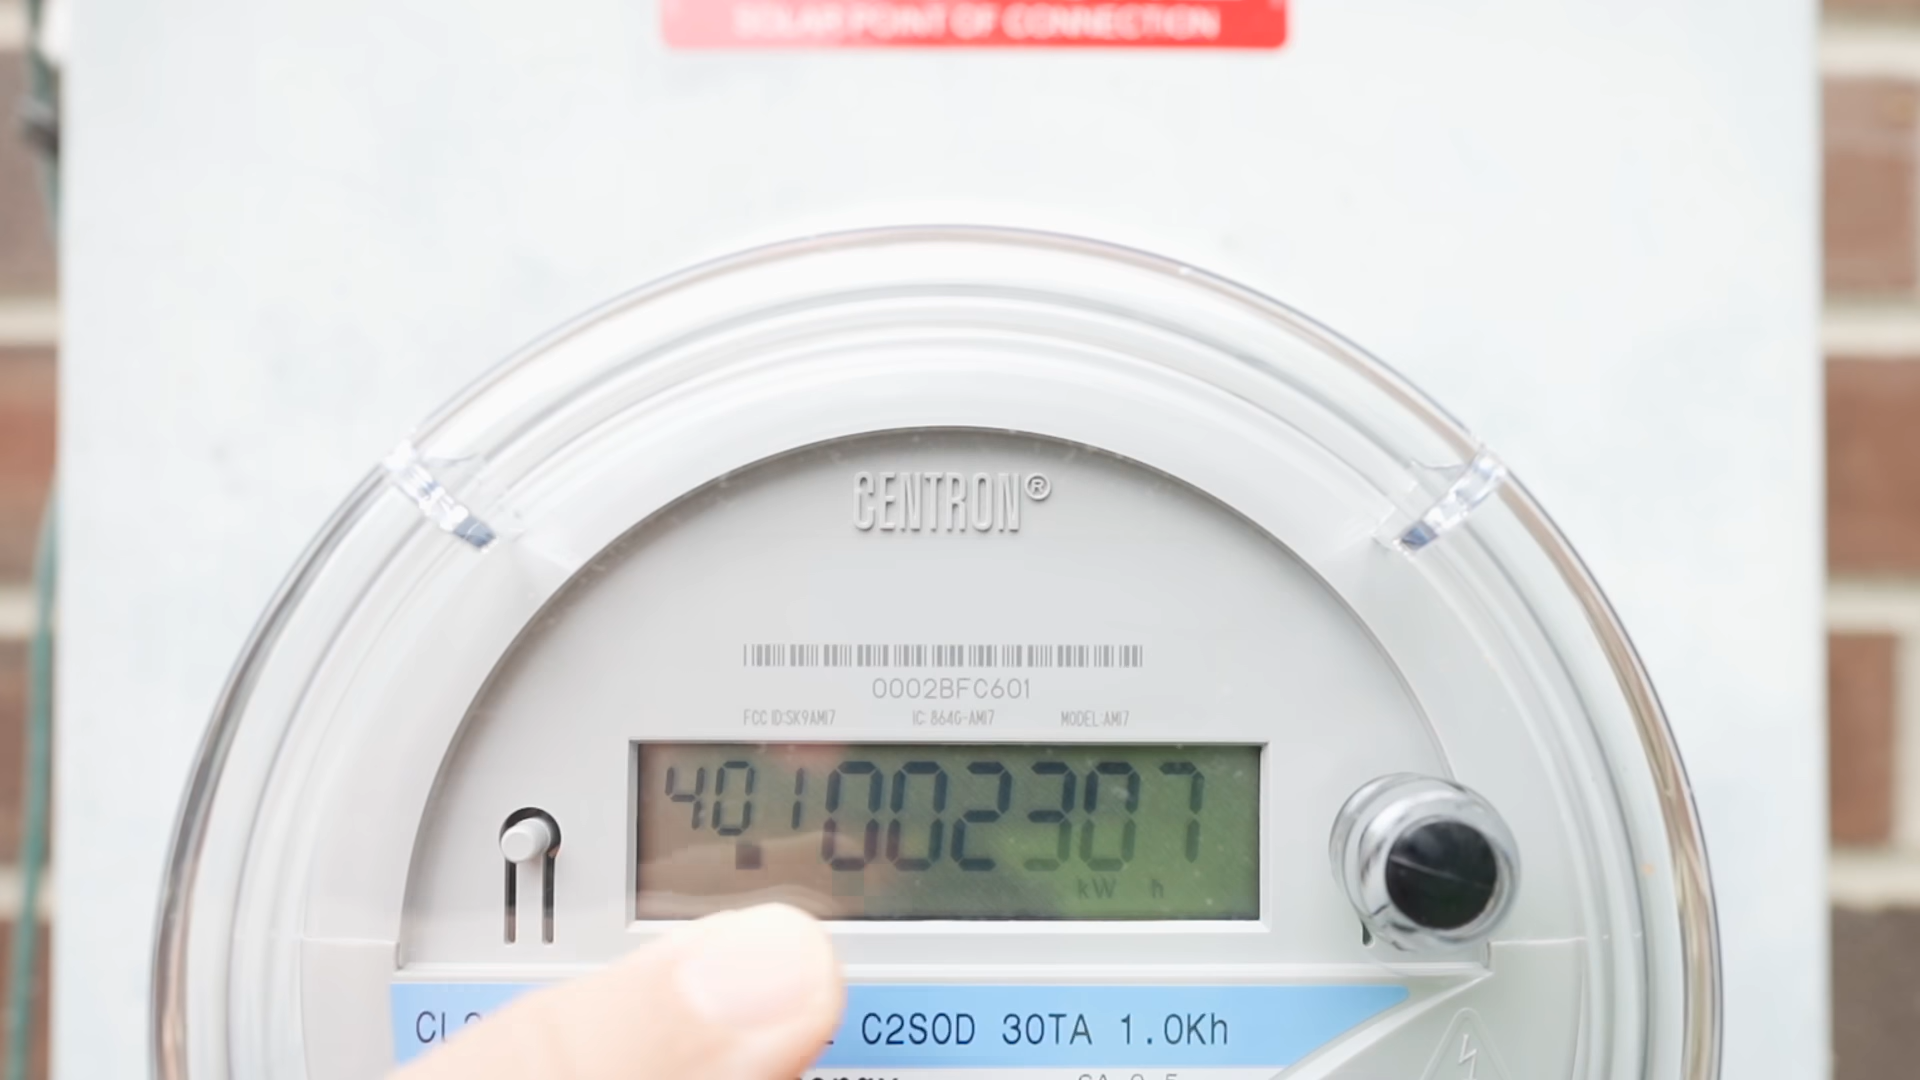 SOLAR POINT OF CONNECTION
CENTRON®
0002BFC601
FCC ID:SK9AMI7 IC: 864G-AMI7 MODEL:AMI7
401 002307
kW h
C2SOD 30TA 1.0Kh